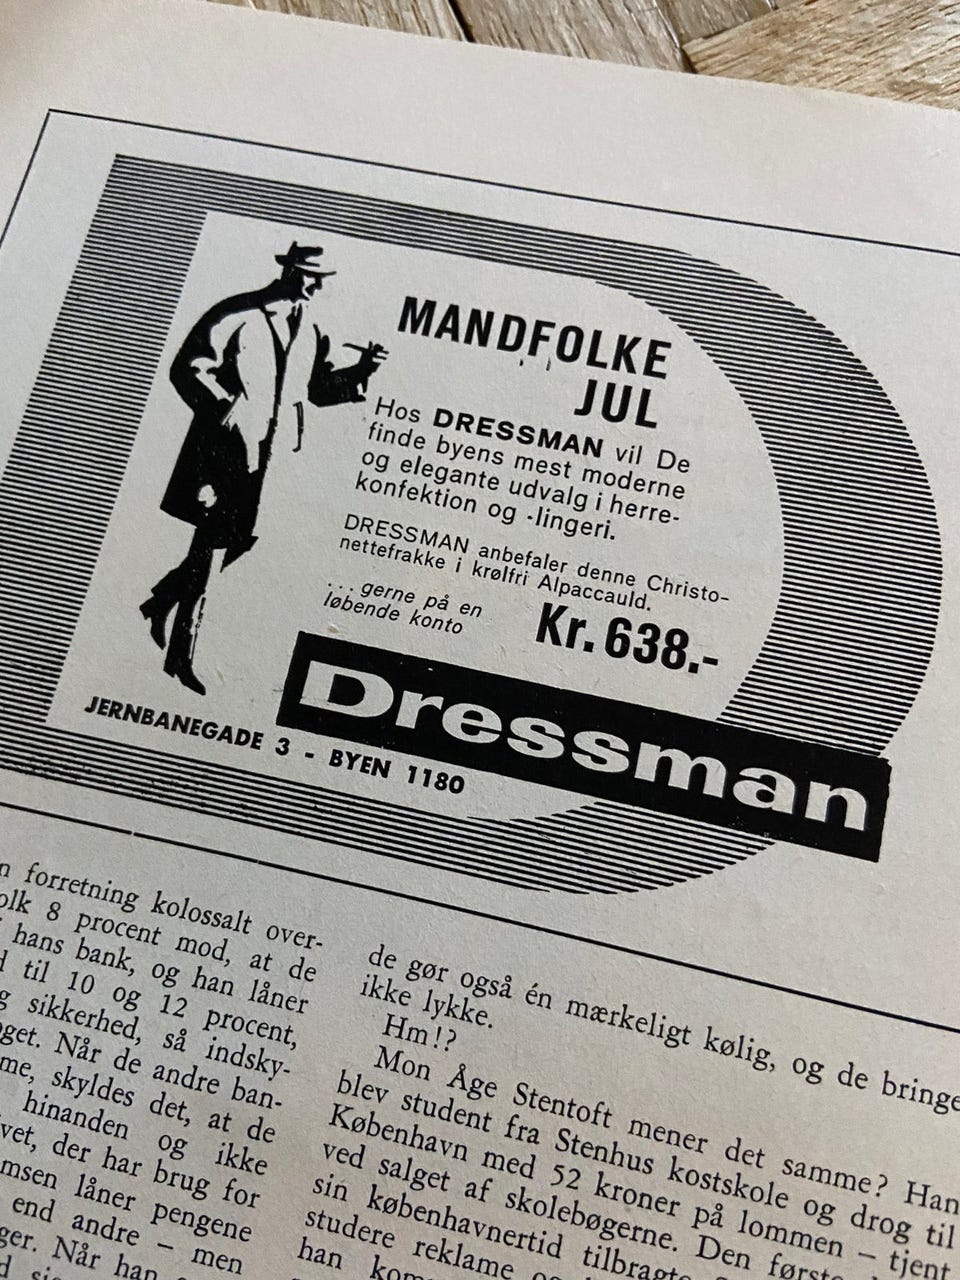 MANDFOLKE
JUL
Hos DRESSMAN vil De
finde byens mest moderne
og elegante udvalg i herre-
konfektion og -lingeri.
DRESSMAN anbefaler denne Christo-
nettefrakke i krølfri Alpaccauld.
... gerne på en
løbende konto
Kr. 638.-
Dressman
JERNBANEGADE 3 - BYEN 1180
forretning kolossalt over-
8 procent mod, at de
hans bank, og han låner
til 10 og 12 procent,
sikkerhed, så indsky-
Når de andre ban-
skyldes det, at de
hinanden og ikke
der har brug for
låner pengene
end andre – men
Når han
de gør også én mærkeligt kølig, og de bringe
ikke lykke.
Hm!?
Mon Åge Stentoft mener det samme? Han
blev student fra Stenhus kostskole og drog til
København med 52 kroner på lommen – tjent
ved salget af skolebøgerne. Den første
sin københavnertid tilbragte
studere reklame
han